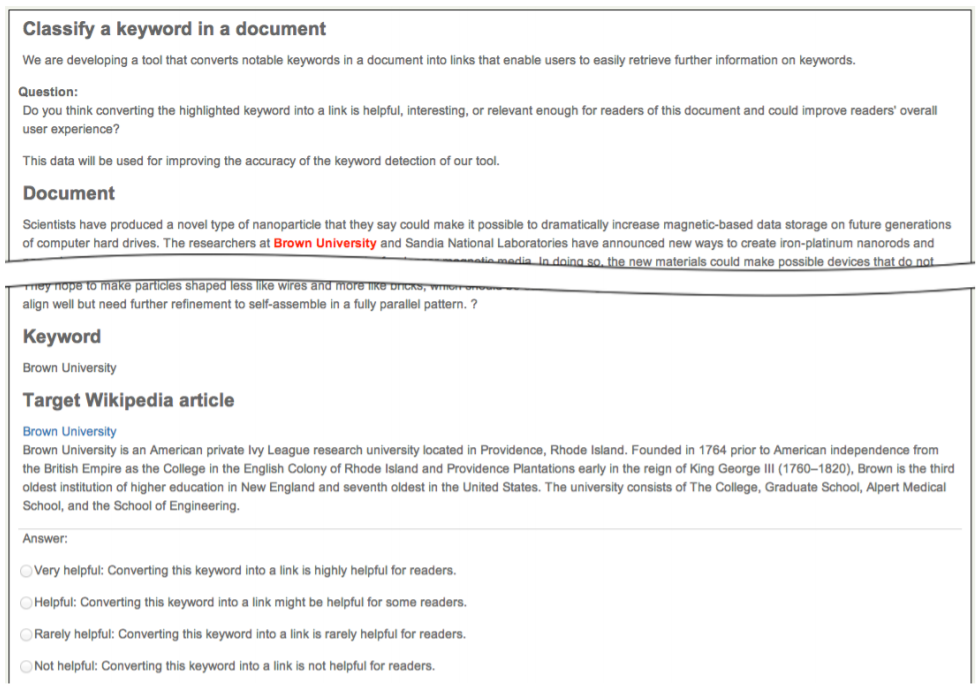 Classify a keyword in a document
We are developing a tool that converts notable keywords in a document into links that enable users to easily retrieve further information on keywords.
Question:
Do you think converting the highlighted keyword into a link is helpful, interesting, or relevant enough for readers of this document and could improve readers' overall
user experience?
This data will be used for improving the accuracy of the keyword detection of our tool.
Document
Scientists have produced a novel type of nanoparticle that they say could make it possible to dramatically increase magnetic-based data storage on future generations
of computer hard drives. The researchers at Brown University and Sandia National Laboratories have announced new ways to create iron-platinum nanorods and
media. In doing so, the new materials could make possible devices that do not
They hope to make particles shaped less like wires and more like bricks, which
align well but need further refinement to self-assemble in a fully parallel pattern. ?
Keyword
Brown University
Target Wikipedia article
Brown University
Brown University is an American private Ivy League research university located in Providence, Rhode Island. Founded in 1764 prior to American independence from
the British Empire as the College in the English Colony of Rhode Island and Providence Plantations early in the reign of King George III (1760–1820), Brown is the third
oldest institution of higher education in New England and seventh oldest in the United States. The university consists of The College, Graduate School, Alpert Medical
School, and the School of Engineering.
Answer:
Very helpful: Converting this keyword into a link is highly helpful for readers.
Helpful: Converting this keyword into a link might be helpful for some readers.
Rarely helpful: Converting this keyword into a link is rarely helpful for readers.
Not helpful: Converting this keyword into a link is not helpful for readers.